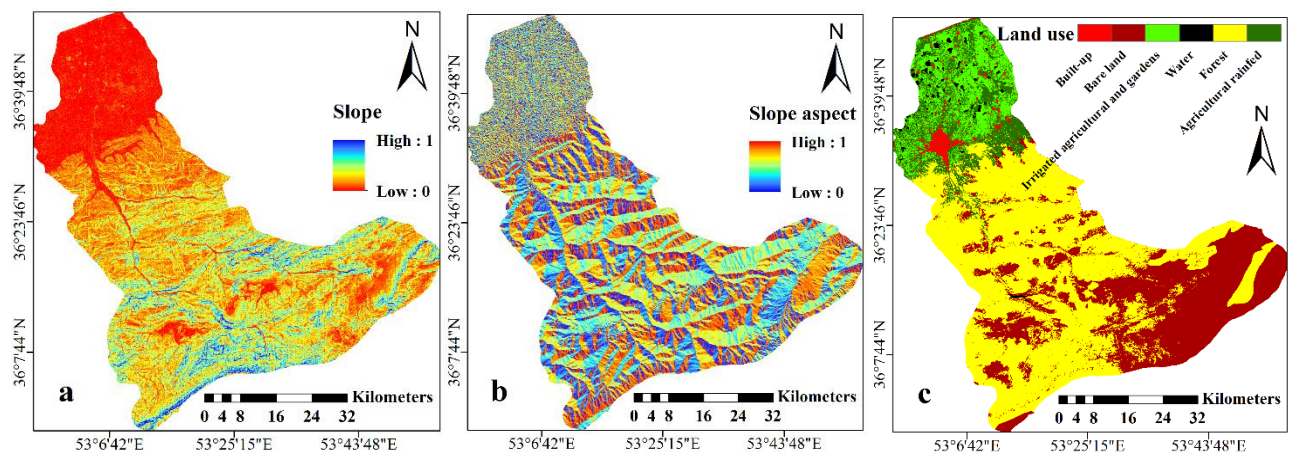 N
36°39'48"N
36°23'46"N
36°7'44"N
Slope
High : 1
Low : 0
a
Kilometers
0 4 8 16 24 32
53°6'42"E 53°25'15"E 53°43'48"E
N
Slope aspect
High : 1
Low : 0
b
Kilometers
0 4 8 16 24 32
53°6'42"E 53°25'15"E 53°43'48"E
36°39'48"N
36°23'46"N
36°7'44"N
Land use
Built-up
Bare land
Irrigated agricultural and gardens
Water
Forest
Agricultural rainfed
N
c
Kilometers
0 4 8 16 24 32
53°6'42"E 53°25'15"E 53°43'48"E
36°39'48"N
36°23'46"N
36°7'44"N